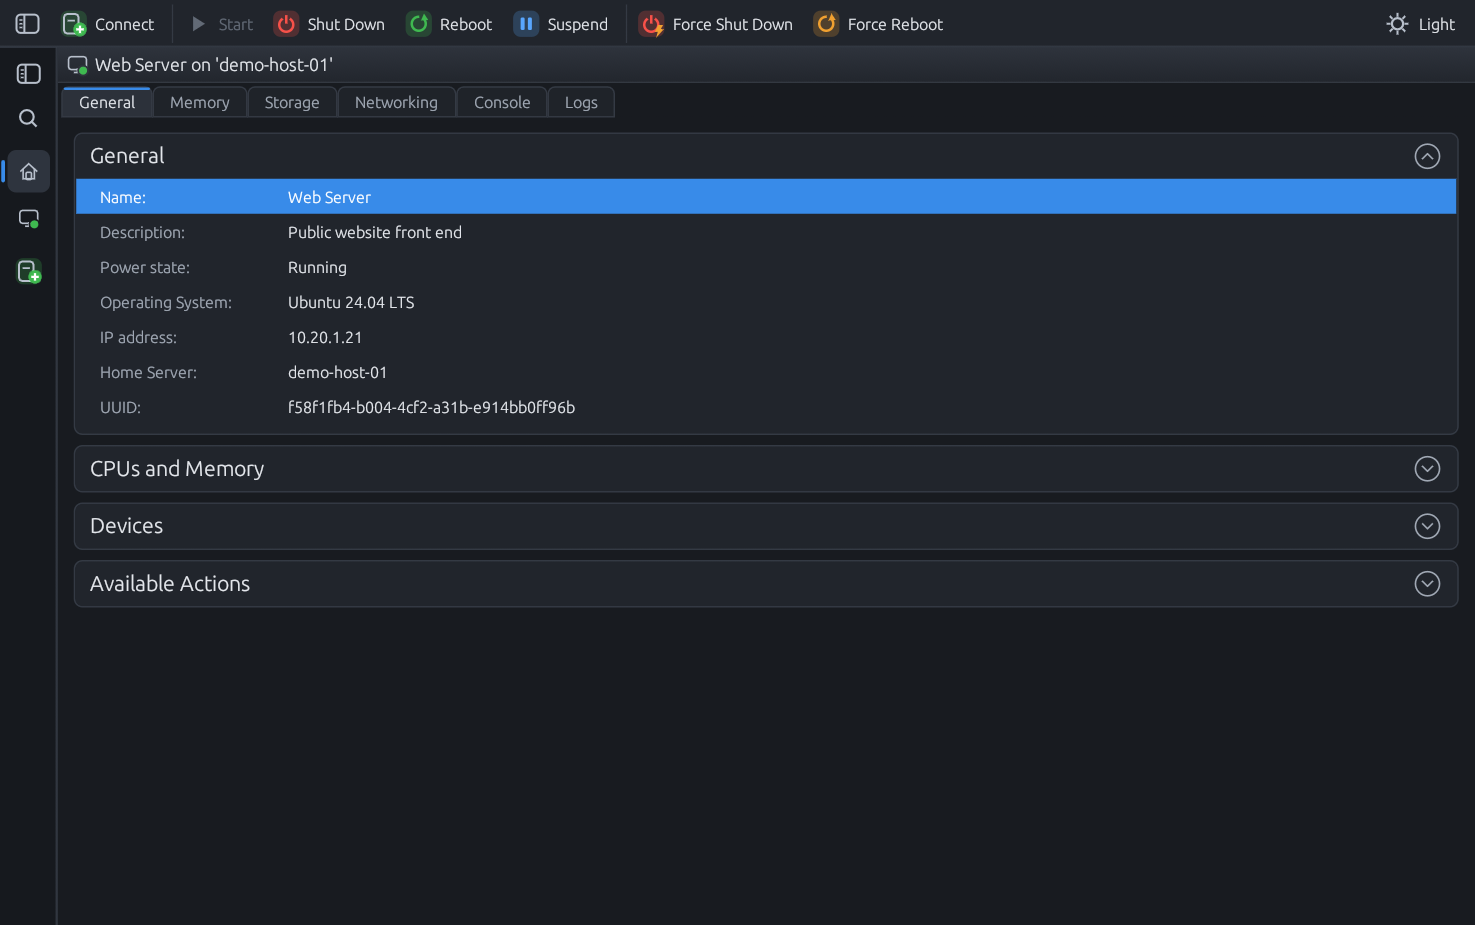 Connect Start Shut Down Reboot Suspend Force Shut Down Force Reboot Light
Web Server on 'demo-host-01'
General Memory Storage Networking Console Logs
General
Name: Web Server
Description: Public website front end
Power state: Running
Operating System: Ubuntu 24.04 LTS
IP address: 10.20.1.21
Home Server: demo-host-01
UUID: f58f1fb4-b004-4cf2-a31b-e914bb0ff96b
CPUs and Memory
Devices
Available Actions